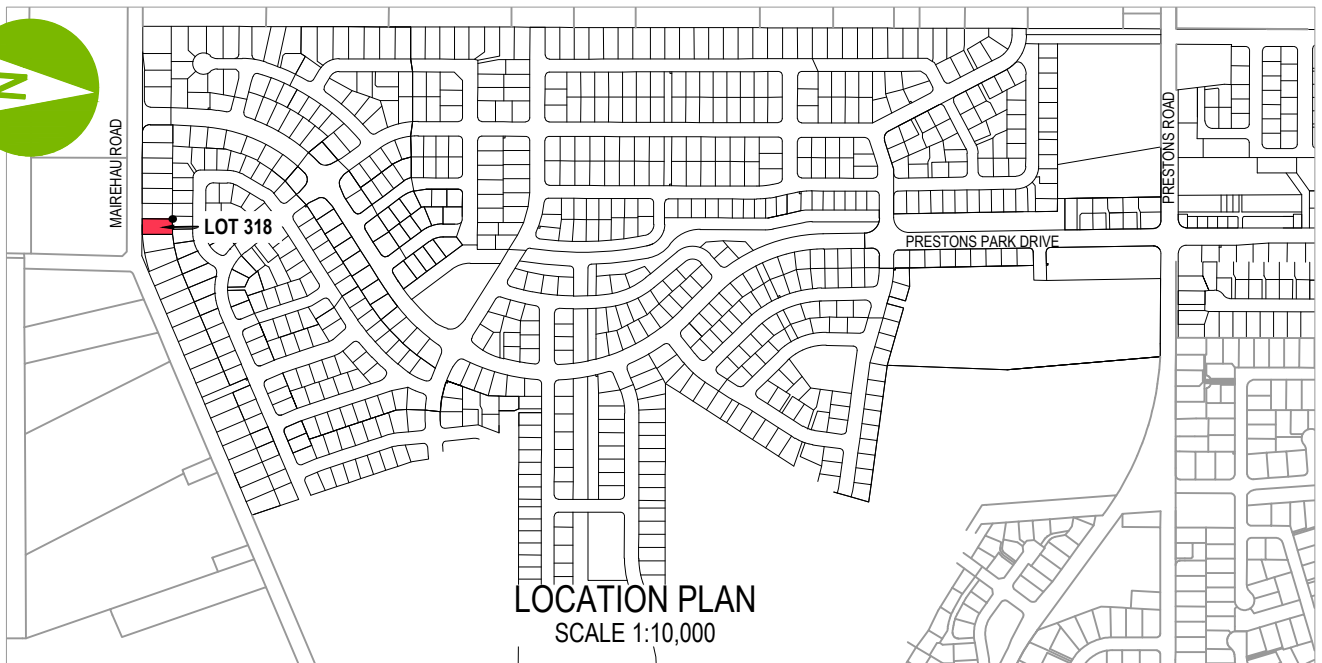 N
MAIREHAU ROAD
LOT 318
PRESTONS ROAD
PRESTONS PARK DRIVE
LOCATION PLAN
SCALE 1:10,000